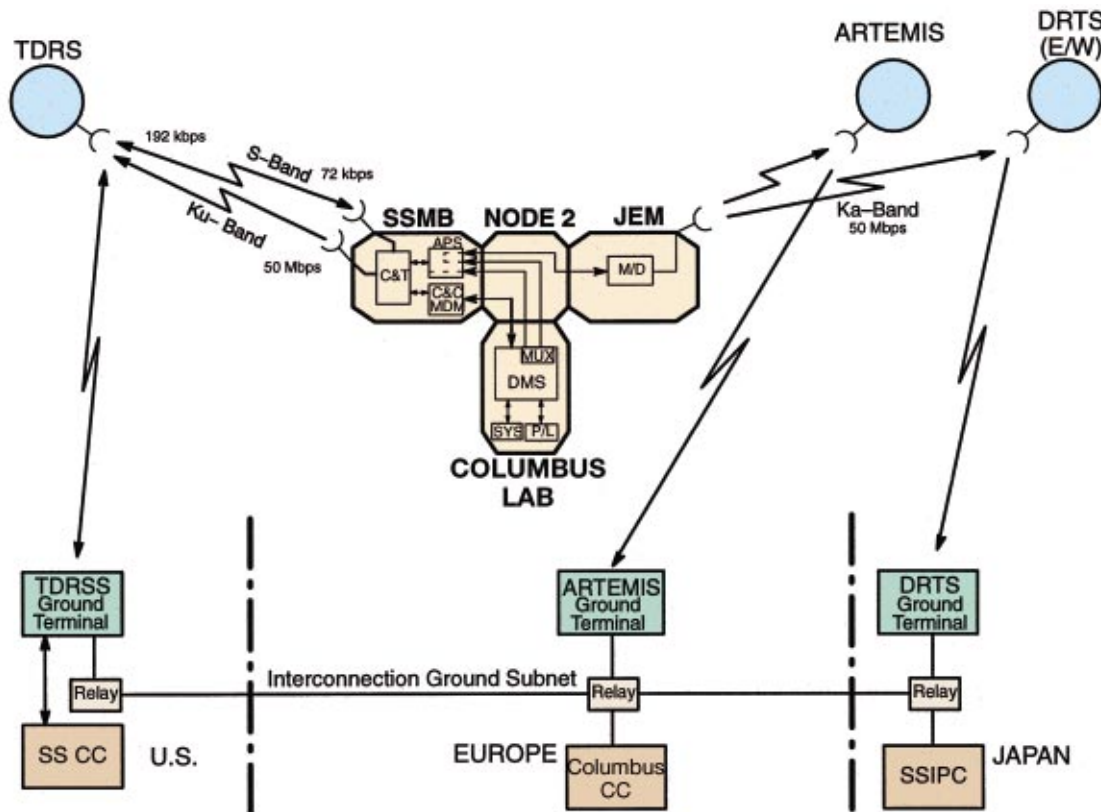 TDRS
ARTEMIS
DRTS
(E/W)
192 kbps
S–Band 72 kbps
Ku– Band
50 Mbps
Ka–Band
50 Mbps
SSMB
NODE 2
JEM
APS
C&T
C&C
MDM
M/D
MUX
DMS
SYS
P/L
COLUMBUS
LAB
TDRSS
Ground
Terminal
ARTEMIS
Ground
Terminal
DRTS
Ground
Terminal
Interconnection Ground Subnet
Relay
Relay
Relay
SS CC
U.S.
EUROPE
Columbus
CC
SSIPC
JAPAN